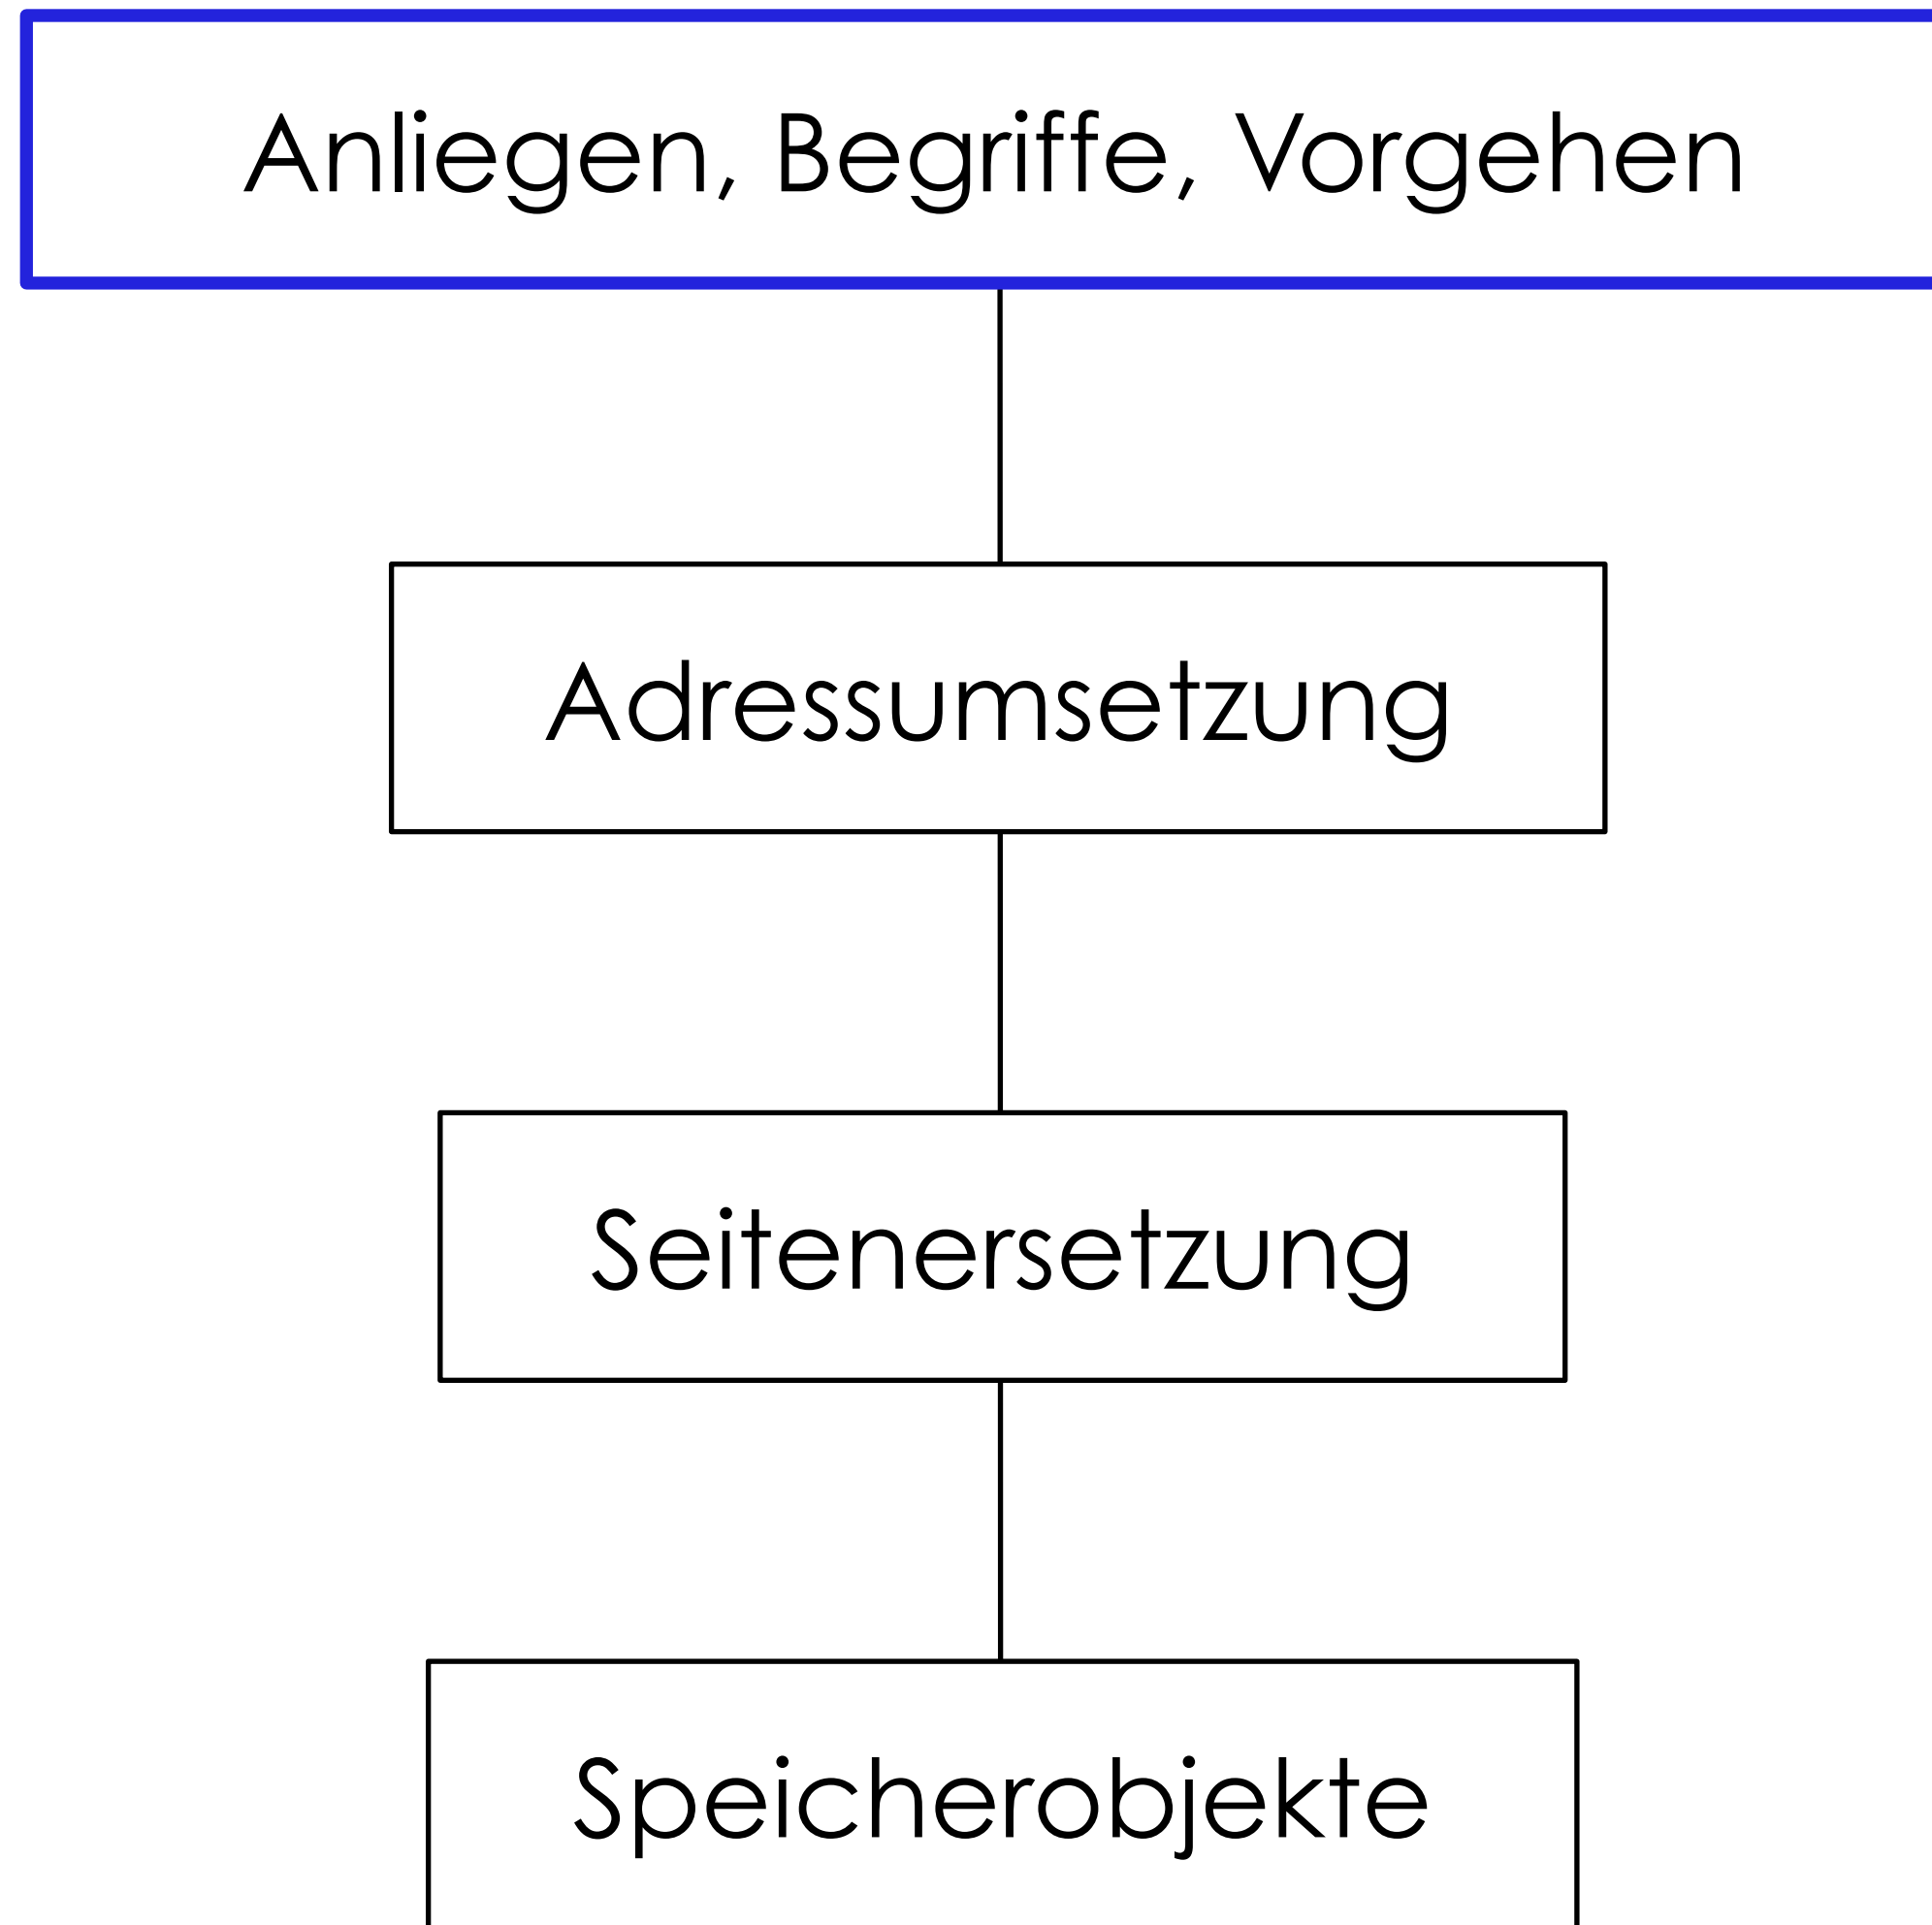 Anliegen, Begriffe, Vorgehen
Adressumsetzung
Seitenersetzung
Speicherobjekte